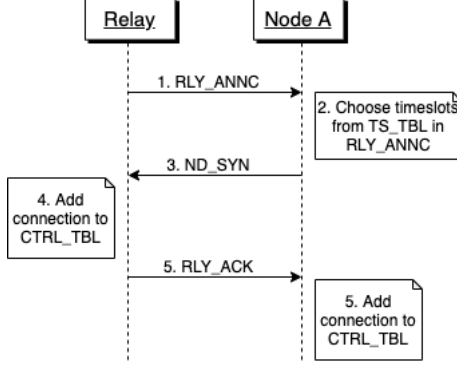 Relay
Node A
1. RLY_ANNC
2. Choose timeslots
from TS_TBL in
RLY_ANNC
3. ND_SYN
4. Add
connection to
CTRL_TBL
5. RLY_ACK
5. Add
connection to
CTRL_TBL